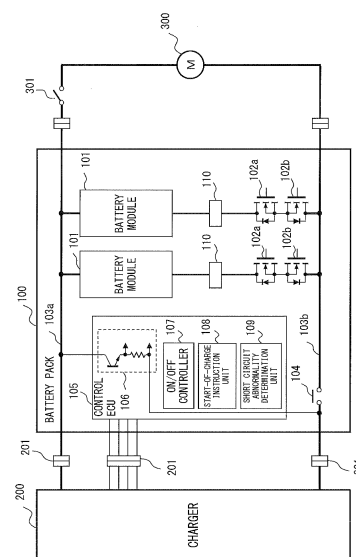 300
M
301
100
BATTERY PACK
103a
101
BATTERY
MODULE
101
BATTERY
MODULE
110
110
102a
102b
102a
102b
105
CONTROL
ECU
106
ON/OFF
CONTROLLER
107
START-OF-CHARGE
INSTRUCTION
UNIT
108
SHORT CIRCUIT
ABNORMALITY
DETERMINATION
UNIT
109
103b
104
201
201
200
CHARGER